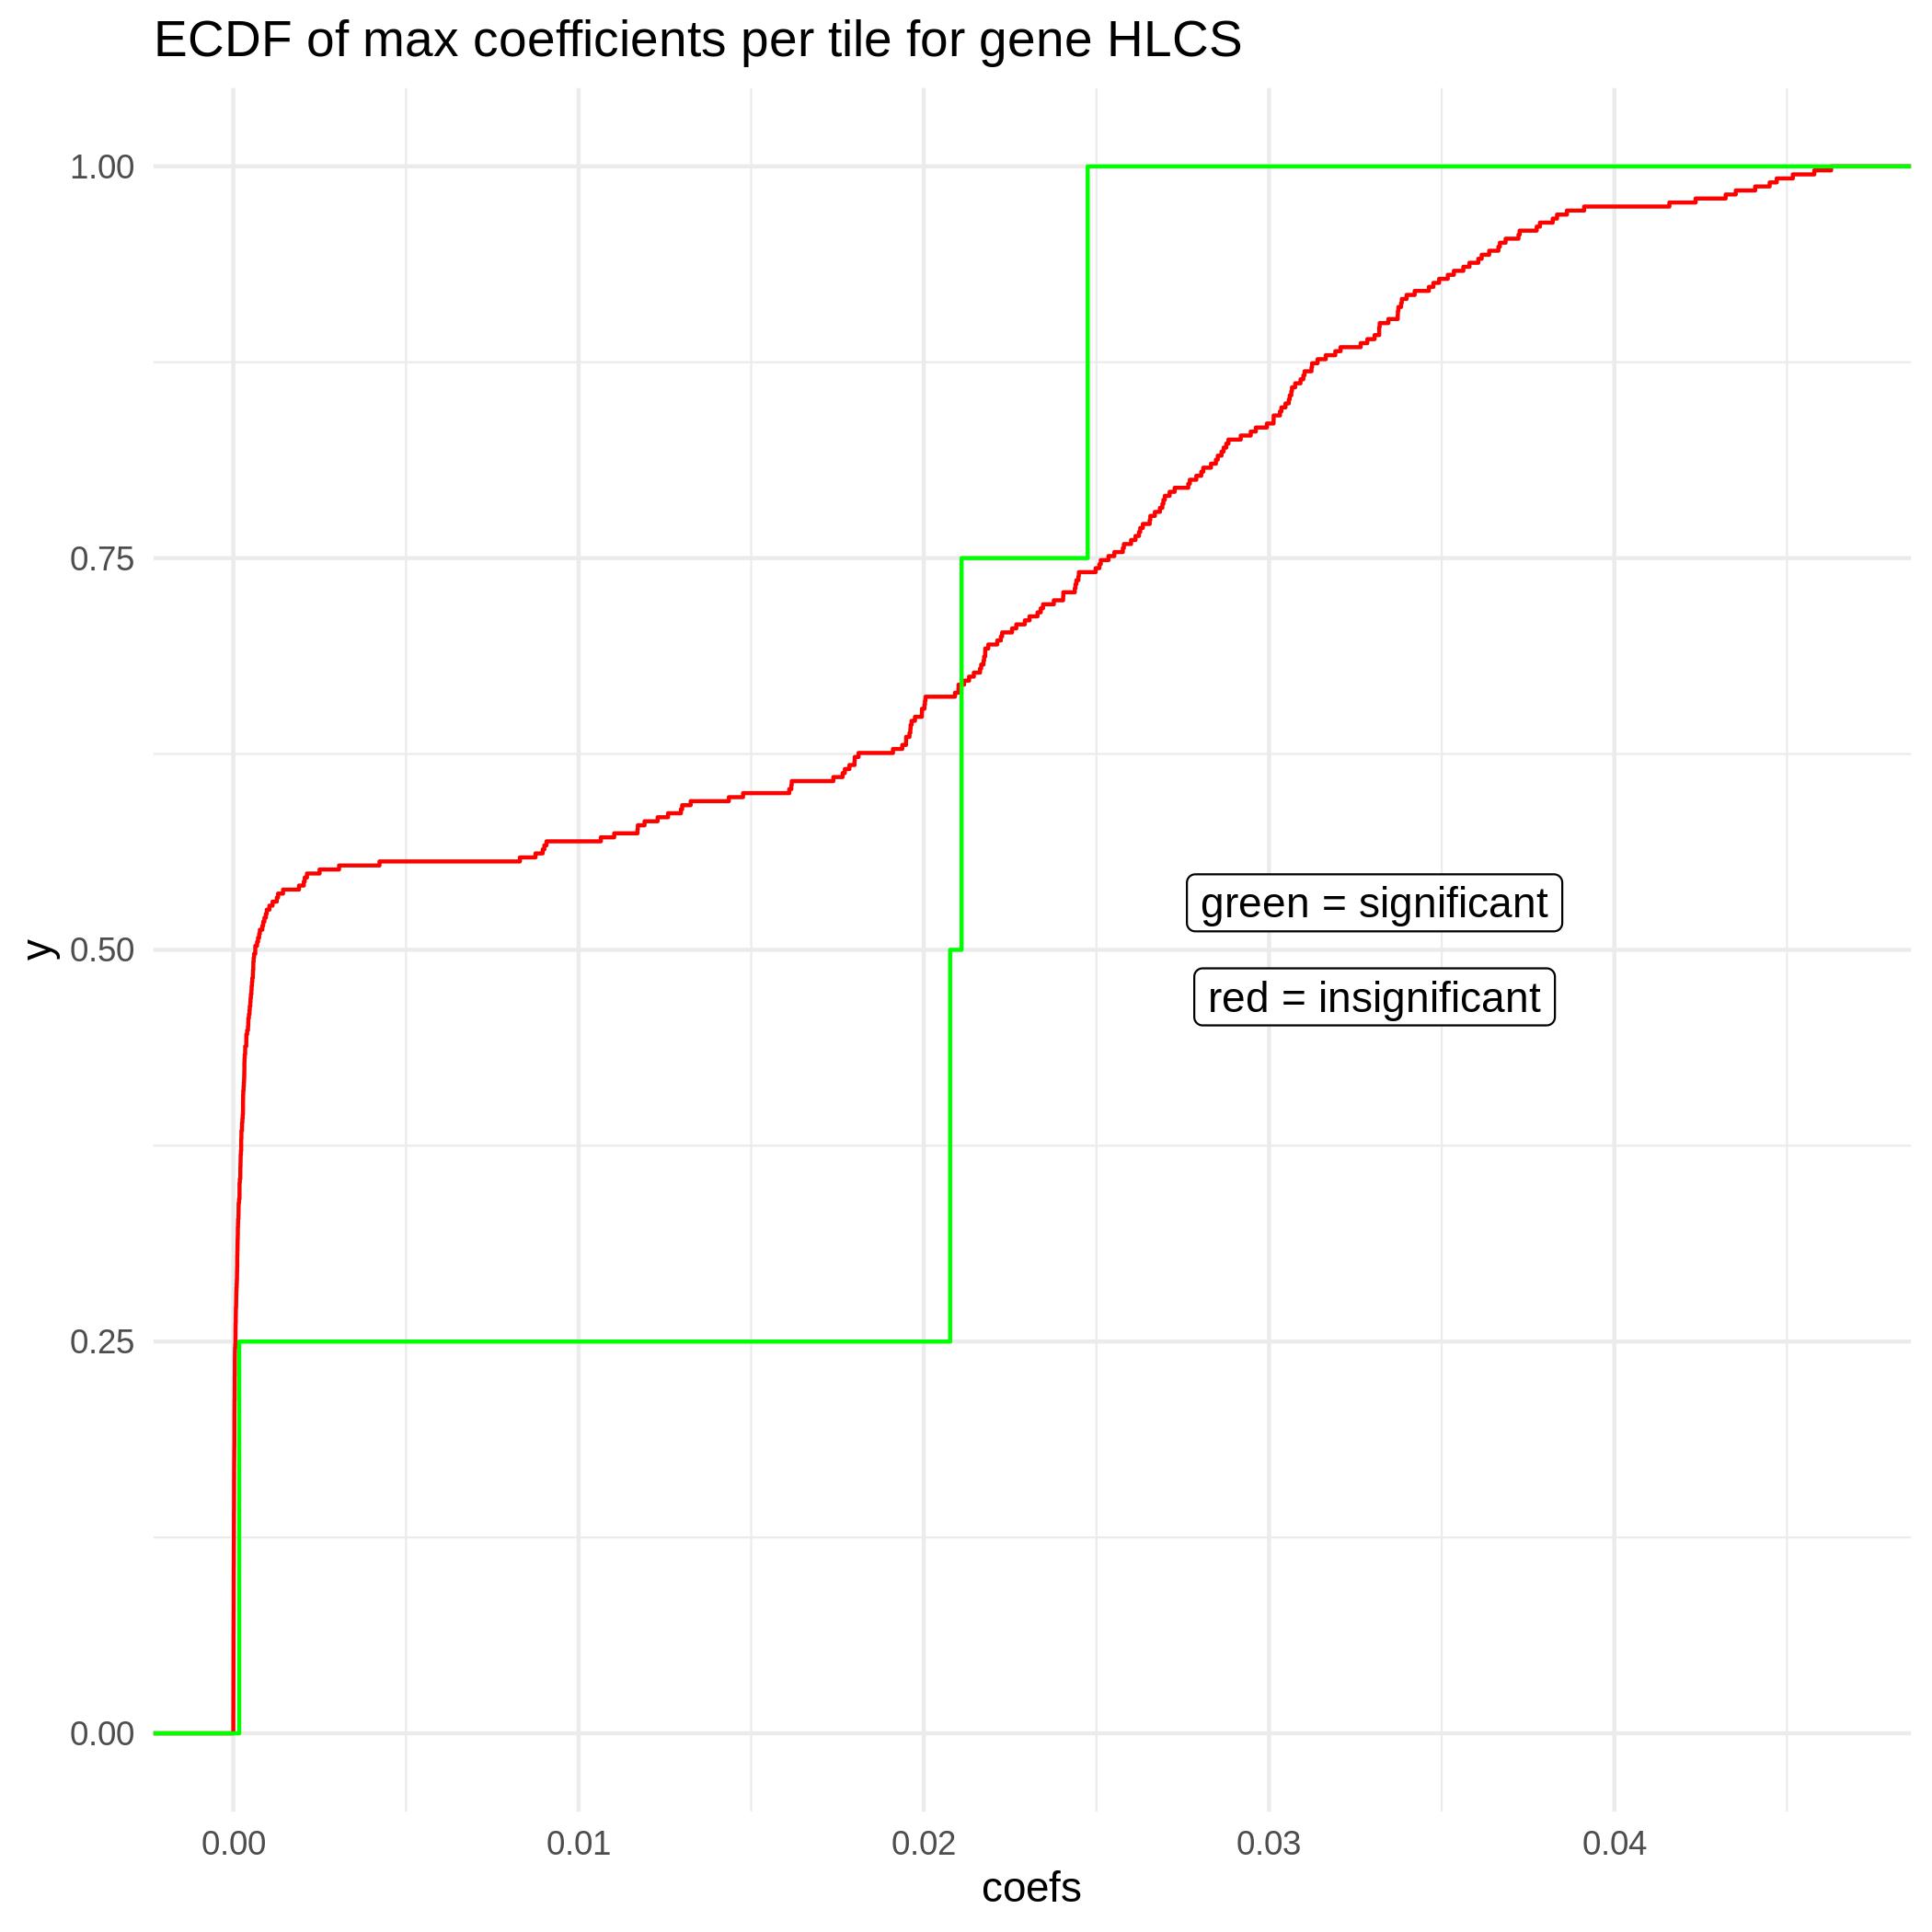 ECDF of max coefficients per tile for gene HLCS
1.00
0.75
0.50
0.25
0.00
y
green = significant
red = insignificant
0.00 0.01 0.02 0.03 0.04
coefs